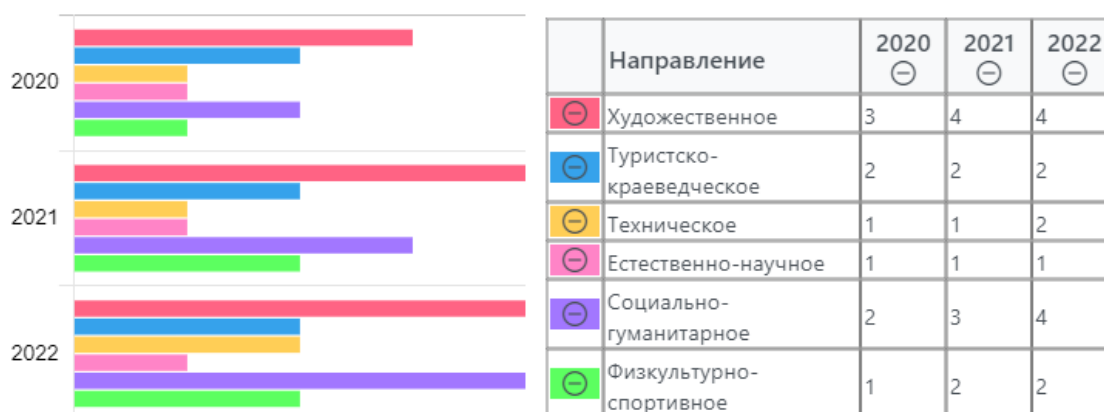 2020
2021
2022
Направление 2020 2021 2022
Художественное 3 4 4
Туристско-
краеведческое 2 2 2
Техническое 1 1 2
Естественно-научное 1 1 1
Социально-
гуманитарное 2 3 4
Физкультурно-
спортивное 1 2 2